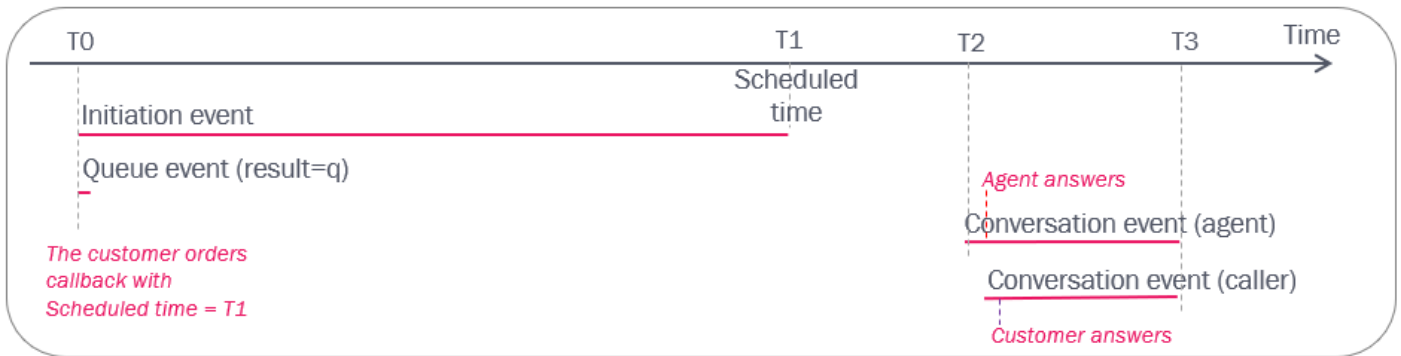 T0
T1
T2
T3
Time
Scheduled
time
Initiation event
Queue event (result=q)
Agent answers
Conversation event (agent)
The customer orders
callback with
Scheduled time = T1
Conversation event (caller)
Customer answers